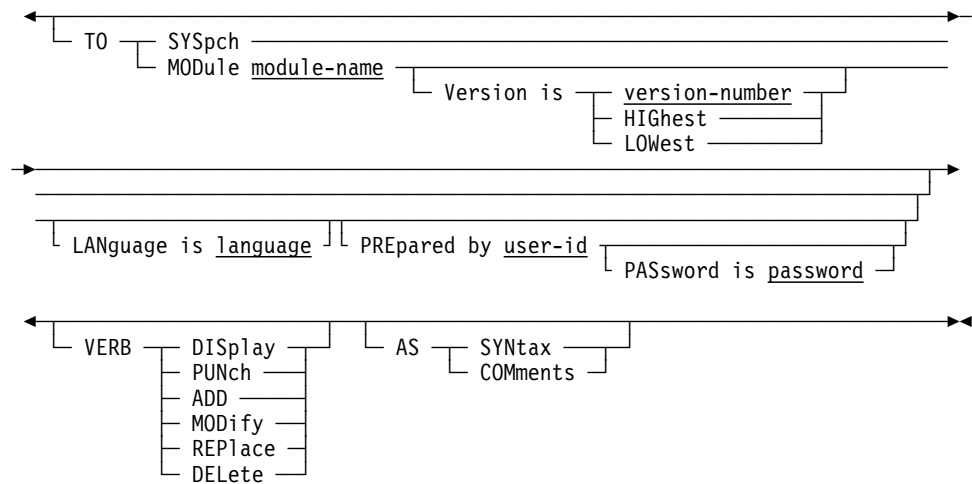 TO SYSpch
MODule module-name
Version is version-number
HIGhest
LOWest
LANguage is language PREpared by user-id
PASsword is password
VERB DISplay AS SYNtax
PUNch COMments
ADD
MODify
REPlace
DELete